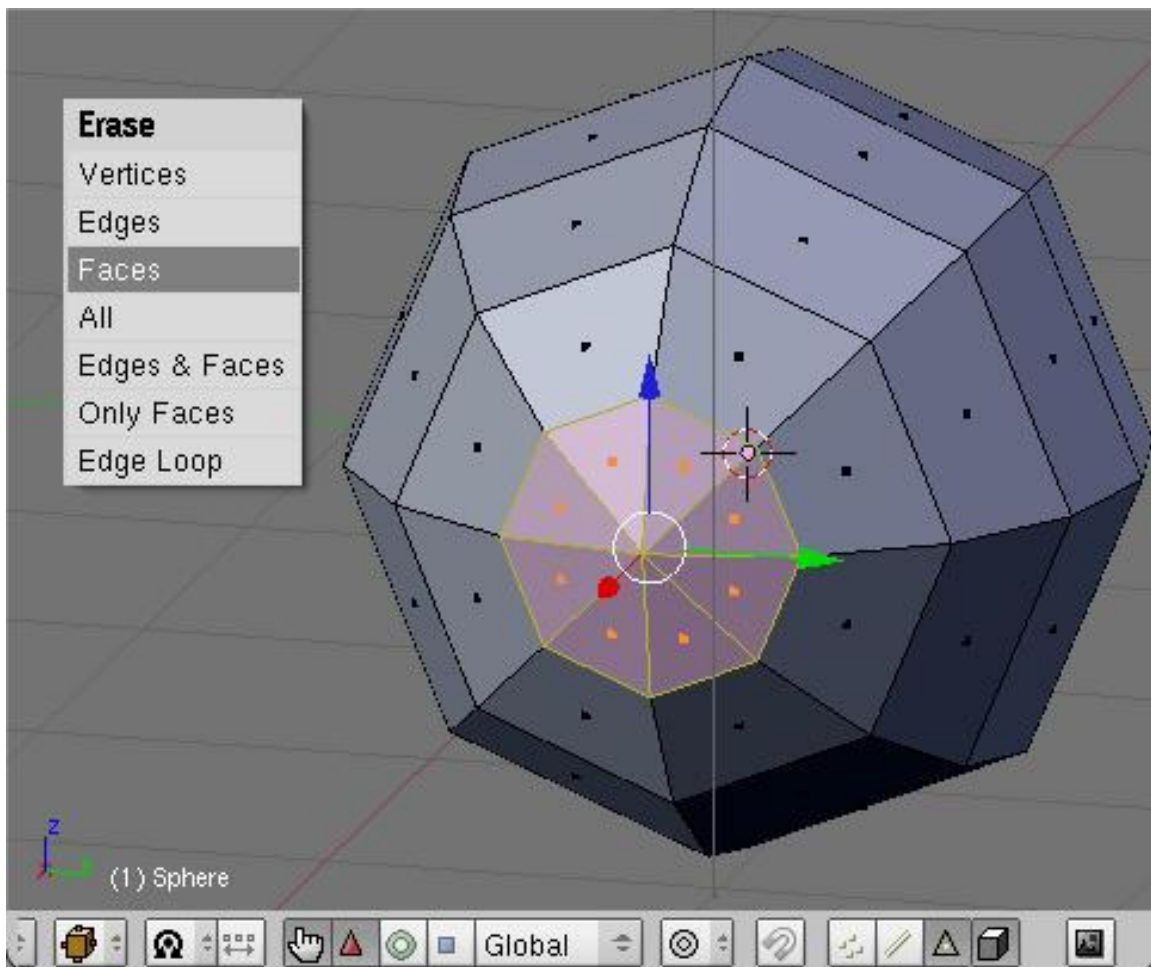 Erase
Vertices
Edges
Faces
All
Edges & Faces
Only Faces
Edge Loop
z
(1) Sphere
Global